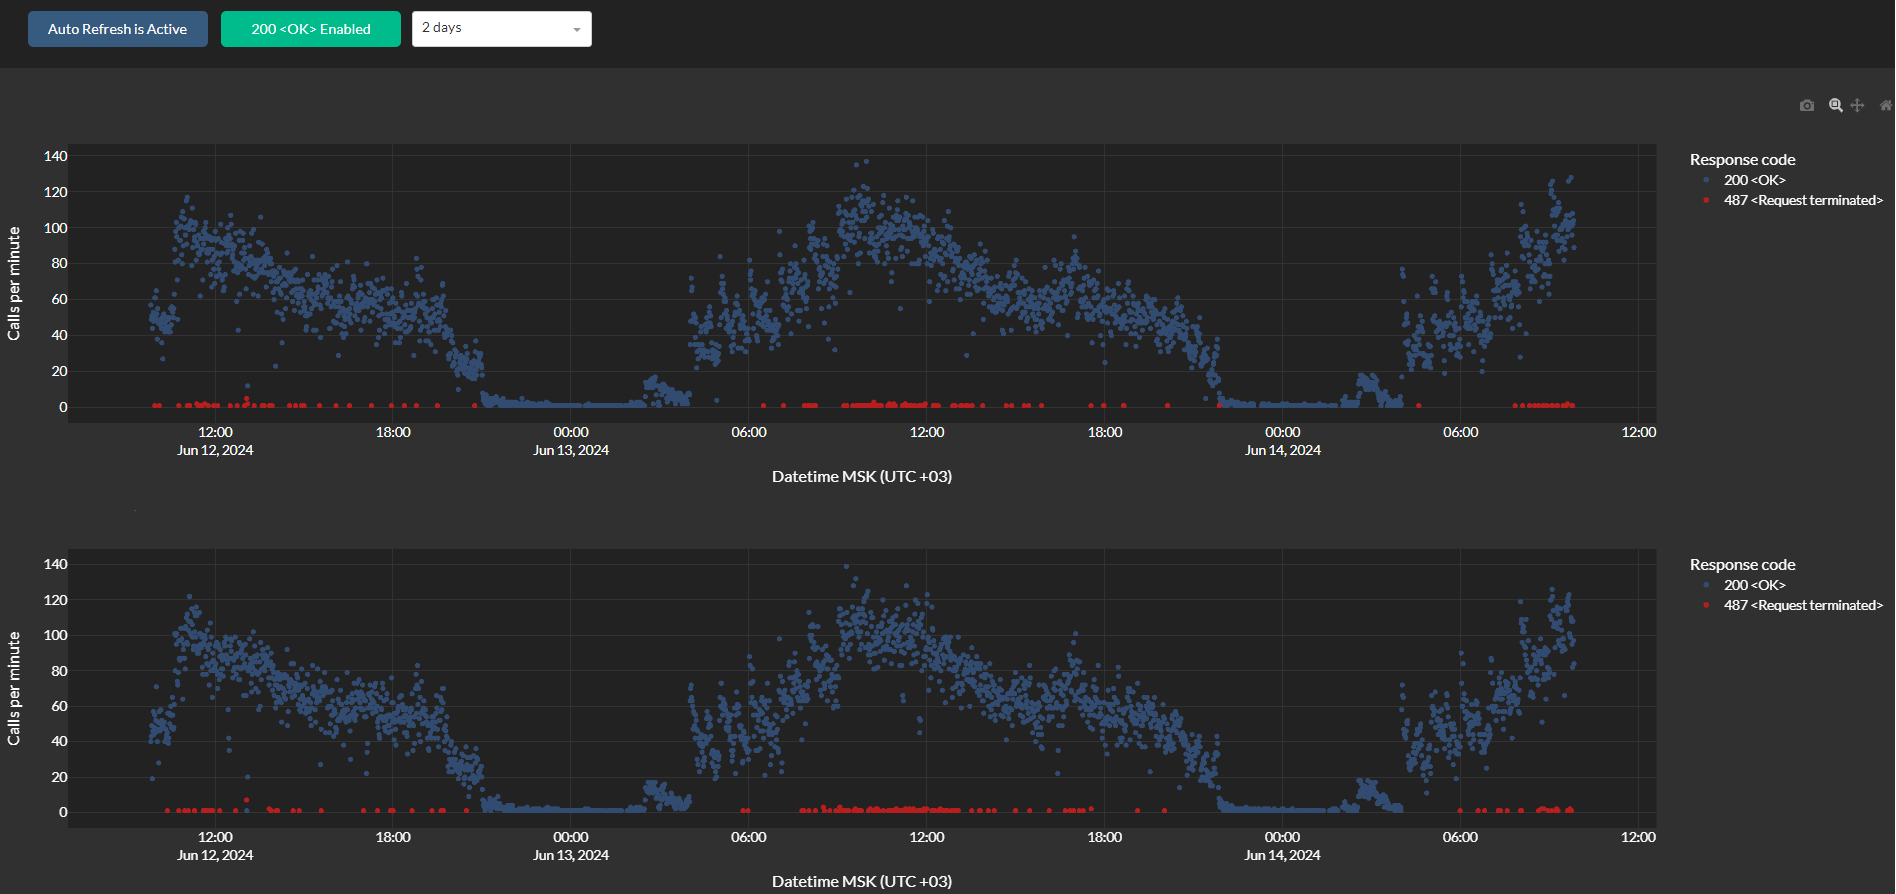 Auto Refresh is Active
200 <OK> Enabled
2 days
Calls per minute
140
120
100
80
60
40
20
0
12:00
Jun 12, 2024
18:00
00:00
Jun 13, 2024
06:00
12:00
18:00
00:00
Jun 14, 2024
06:00
12:00
Datetime MSK (UTC +03)
Response code
200 <OK>
487 <Request terminated>
Calls per minute
140
120
100
80
60
40
20
0
12:00
Jun 12, 2024
18:00
00:00
Jun 13, 2024
06:00
12:00
18:00
00:00
Jun 14, 2024
06:00
12:00
Datetime MSK (UTC +03)
Response code
200 <OK>
487 <Request terminated>